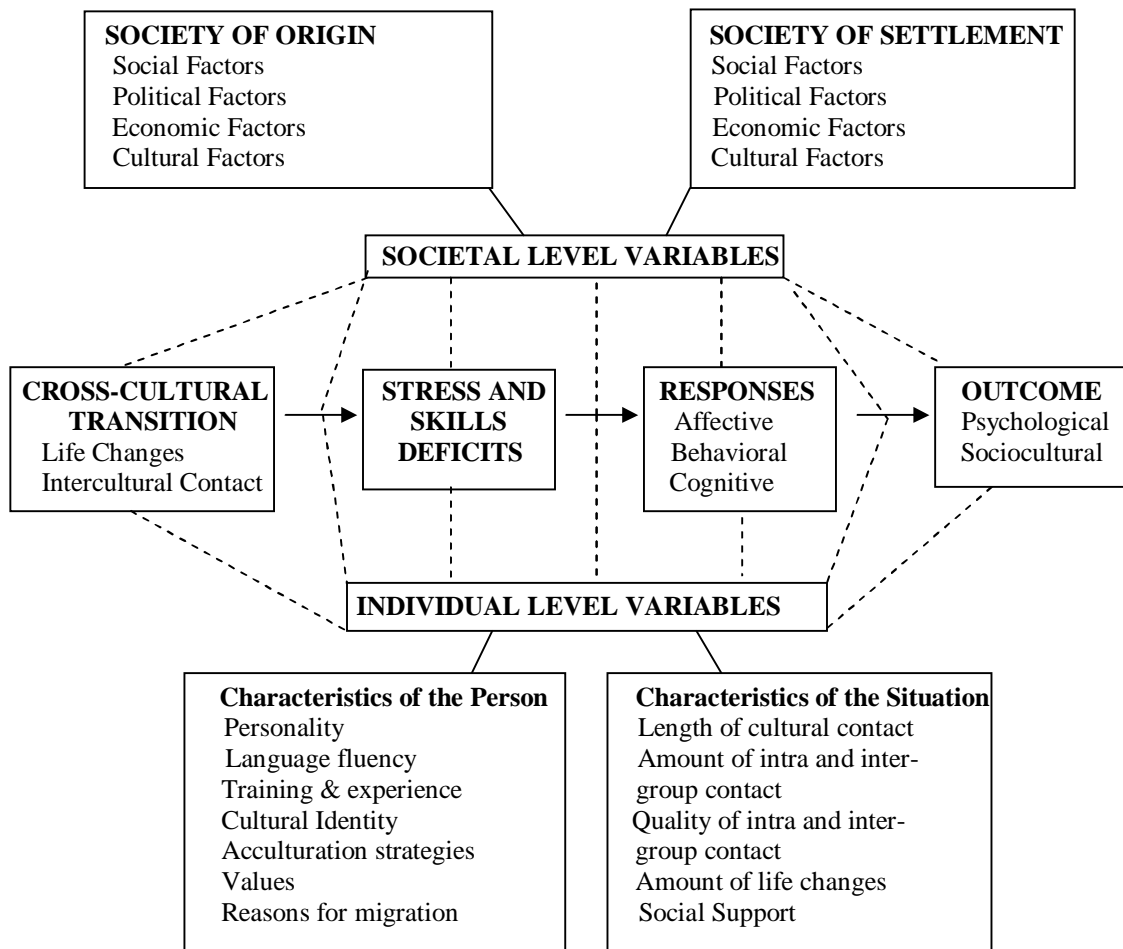 SOCIETY OF ORIGIN
Social Factors
Political Factors
Economic Factors
Cultural Factors
SOCIETY OF SETTLEMENT
Social Factors
Political Factors
Economic Factors
Cultural Factors
SOCIETAL LEVEL VARIABLES
CROSS-CULTURAL
TRANSITION
Life Changes
Intercultural Contact
STRESS AND
SKILLS
DEFICITS
RESPONSES
Affective
Behavioral
Cognitive
OUTCOME
Psychological
Sociocultural
INDIVIDUAL LEVEL VARIABLES
Characteristics of the Person
Personality
Language fluency
Training & experience
Cultural Identity
Acculturation strategies
Values
Reasons for migration
Characteristics of the Situation
Length of cultural contact
Amount of intra and inter-
group contact
Quality of intra and inter-
group contact
Amount of life changes
Social Support